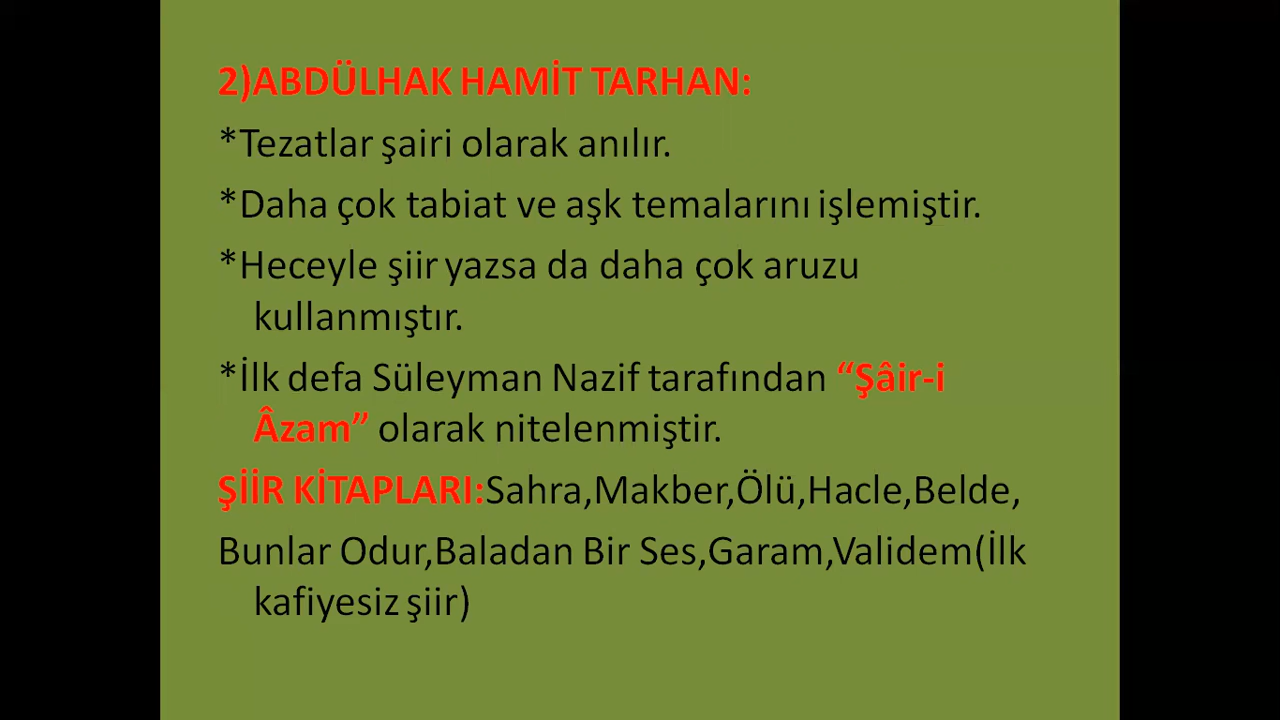 2)ABDÜLHAK HAMİT TARHAN:
*Tezatlar şairi olarak anılır.
*Daha çok tabiat ve aşk temalarını işlemiştir.
*Heceyle şiir yazsa da daha çok aruzu
kullanmıştır.
*İlk defa Süleyman Nazif tarafından “Şâir-i
Âzam” olarak nitelenmiştir.
ŞİİR KİTAPLARI:Sahra,Makber,Ölü,Hacle,Belde,
Bunlar Odur,Baladan Bir Ses,Garam,Validem(İlk
kafiyesiz şiir)